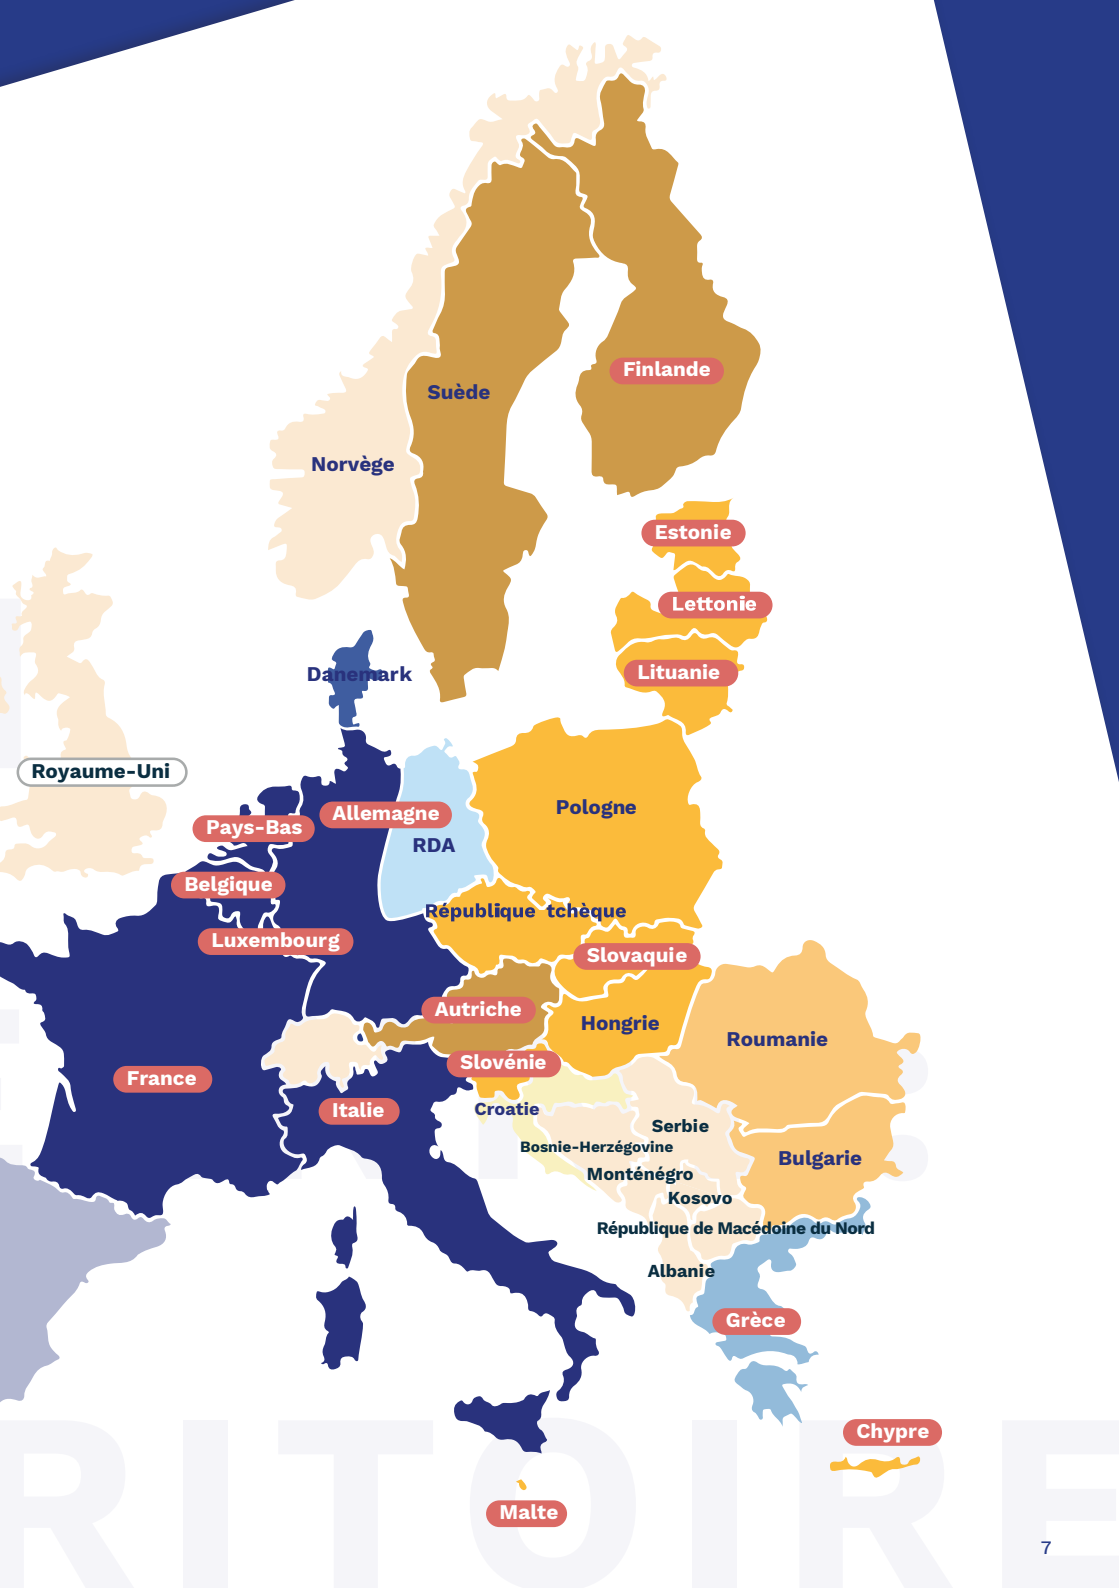 Finlande
Suède
Norvège
Estonie
Lettonie
Lituanie
Danemark
Royaume-Uni
Pologne
Allemagne
Pays-Bas
RDA
Belgique
République tchèque
Luxembourg
Slovaquie
Autriche
Hongrie
Roumanie
Slovénie
France
Italie
Croatie
Serbie
Bosnie-Herzégovine
Bulgarie
Monténégro
Kosovo
République de Macédoine du Nord
Albanie
Grèce
Chypre
Malte
RITOIRE
7